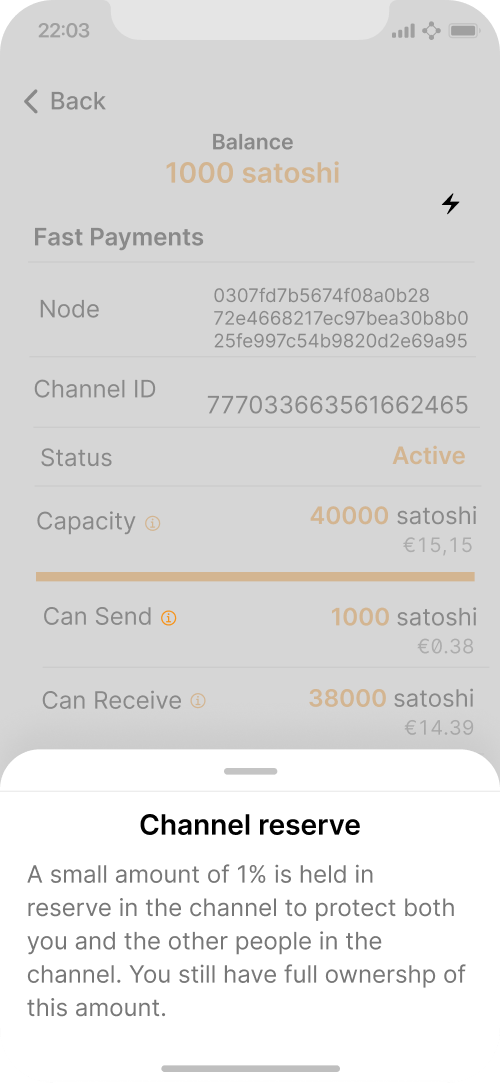 22:03
Back
Balance
1000 satoshi
Fast Payments
Node
0307fd7b5674f08a0b28
72e4668217ec97bea30b8b0
25fe997c54b9820d2e69a95
Channel ID
777033663561662465
Status
Active
Capacity
40000 satoshi
€15,15
Can Send
1000 satoshi
€0.38
Can Receive
38000 satoshi
€14.39
Channel reserve
A small amount of 1% is held in
reserve in the channel to protect both
you and the other people in the
channel. You still have full ownershp of
this amount.